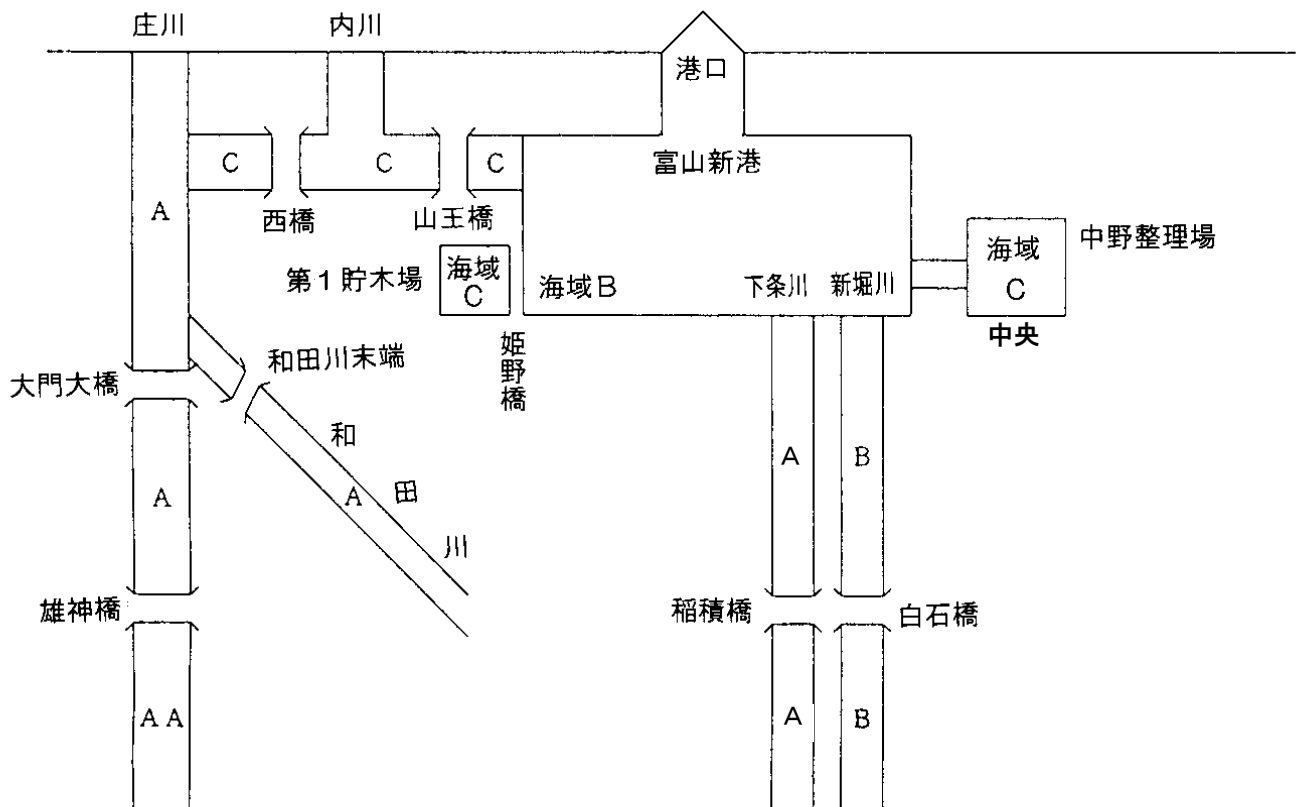 庄川
内川
港口
富山新港
C
C
C
A
西橋
山王橋
中野整理場
海域
C
中央
第1貯木場
海域
C
海域B
下条川
新堀川
姫野橋
和田川末端
大門大橋
和田川
A
A
A
B
雄神橋
稲積橋
白石橋
AA
A
B